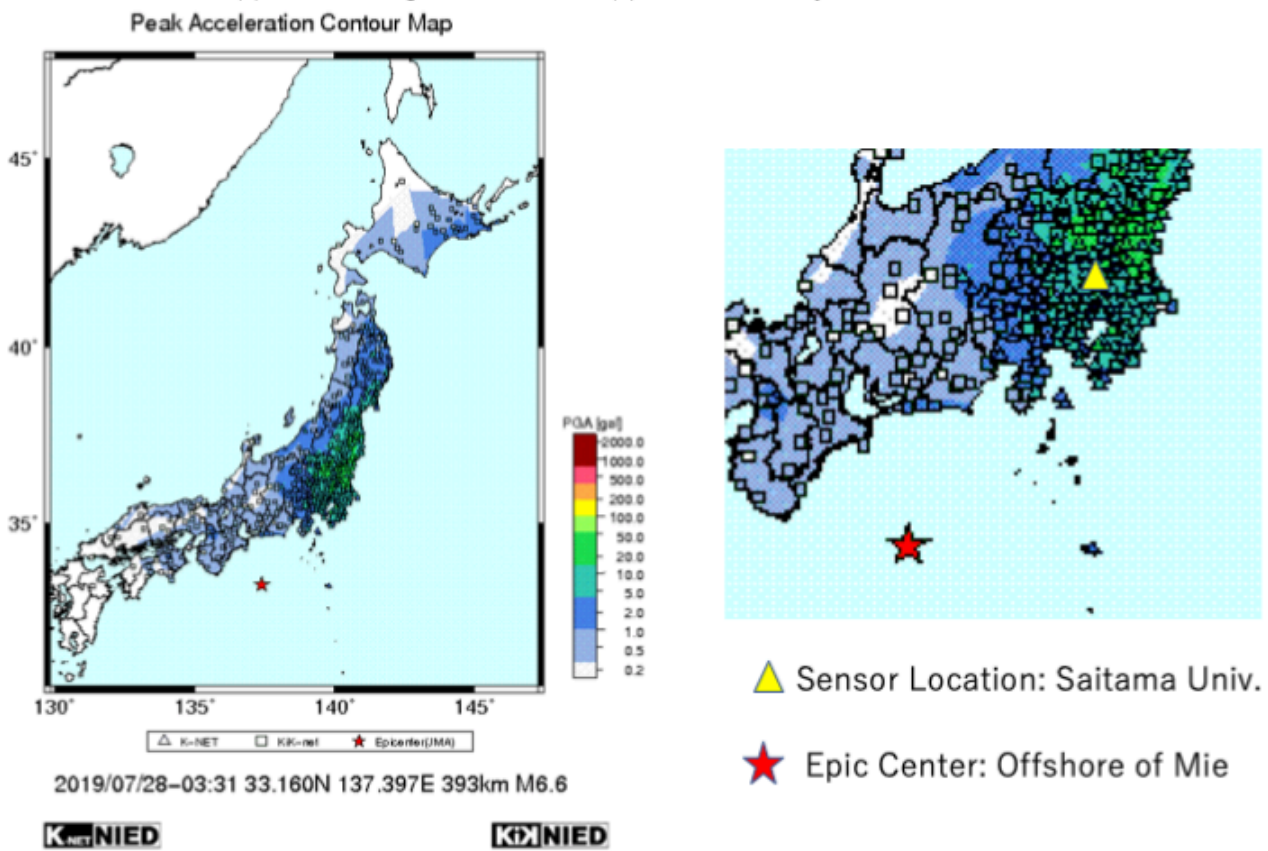 Peak Acceleration Contour Map
45°
40°
35°
130°
135°
140°
145°
PGA [gal]
2000.0
1000.0
500.0
200.0
100.0
50.0
20.0
10.0
5.0
2.0
1.0
0.5
0.2
K-NET
KiK-net
Epicenter(JMA)
2019/07/28-03:31 33.160N 137.397E 393km M6.6
K-NET NIED
KiK NIED
Sensor Location: Saitama Univ.
Epic Center: Offshore of Mie